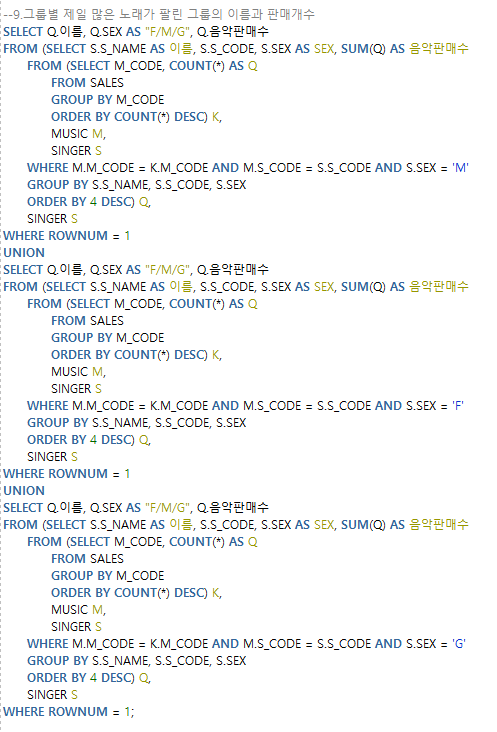 --9.그룹별 제일 많은 노래가 팔린 그룹의 이름과 판매개수
SELECT Q.이름, Q.SEX AS "F/M/G", Q.음악판매수
FROM (SELECT S.S_NAME AS 이름, S.S_CODE, S.SEX AS SEX, SUM(Q) AS 음악판매수
FROM (SELECT M_CODE, COUNT(*) AS Q
FROM SALES
GROUP BY M_CODE
ORDER BY COUNT(*) DESC) K,
MUSIC M,
SINGER S
WHERE M.M_CODE = K.M_CODE AND M.S_CODE = S.S_CODE AND S.SEX = 'M'
GROUP BY S.S_NAME, S.S_CODE, S.SEX
ORDER BY 4 DESC) Q,
SINGER S
WHERE ROWNUM = 1
UNION
SELECT Q.이름, Q.SEX AS "F/M/G", Q.음악판매수
FROM (SELECT S.S_NAME AS 이름, S.S_CODE, S.SEX AS SEX, SUM(Q) AS 음악판매수
FROM (SELECT M_CODE, COUNT(*) AS Q
FROM SALES
GROUP BY M_CODE
ORDER BY COUNT(*) DESC) K,
MUSIC M,
SINGER S
WHERE M.M_CODE = K.M_CODE AND M.S_CODE = S.S_CODE AND S.SEX = 'F'
GROUP BY S.S_NAME, S.S_CODE, S.SEX
ORDER BY 4 DESC) Q,
SINGER S
WHERE ROWNUM = 1
UNION
SELECT Q.이름, Q.SEX AS "F/M/G", Q.음악판매수
FROM (SELECT S.S_NAME AS 이름, S.S_CODE, S.SEX AS SEX, SUM(Q) AS 음악판매수
FROM (SELECT M_CODE, COUNT(*) AS Q
FROM SALES
GROUP BY M_CODE
ORDER BY COUNT(*) DESC) K,
MUSIC M,
SINGER S
WHERE M.M_CODE = K.M_CODE AND M.S_CODE = S.S_CODE AND S.SEX = 'G'
GROUP BY S.S_NAME, S.S_CODE, S.SEX
ORDER BY 4 DESC) Q,
SINGER S
WHERE ROWNUM = 1;